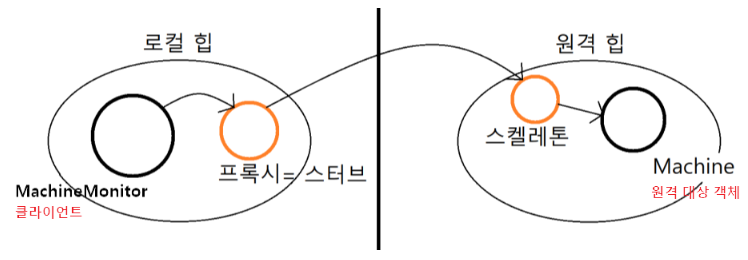 로컬 힙
프록시= 스터브
MachineMonitor
클라이언트
원격 힙
스켈레톤
Machine
원격 대상 객체